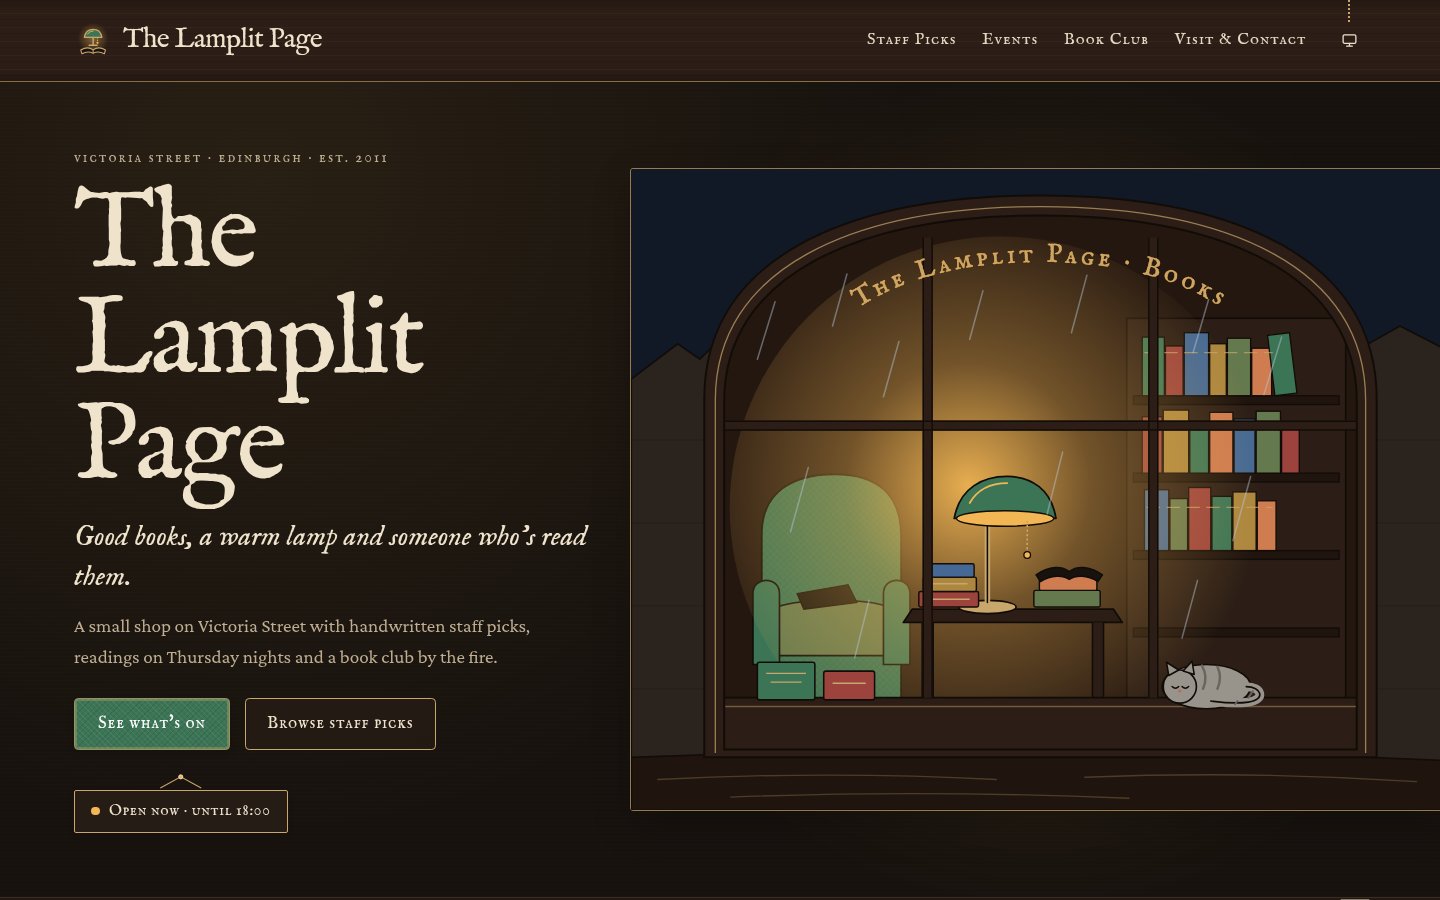 The Lamplit Page
Staff Picks
Events
Book Club
Visit & Contact
Victoria Street · Edinburgh · Est. 2011
The
Lamplit
Page
Good books, a warm lamp and someone who’s read
them.
A small shop on Victoria Street with handwritten staff picks,
readings on Thursday nights and a book club by the fire.
See what’s on
Browse staff picks
Open now · until 18:00
The Lamplit Page · Books